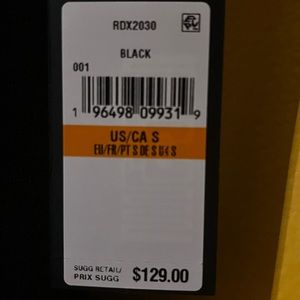 RDX2030
BLACK
001
1 96498 09931 9
US/CA S
EU/FR/PT S DE S UK S
SUGG RETAIL/
PRIX SUGG $129.00